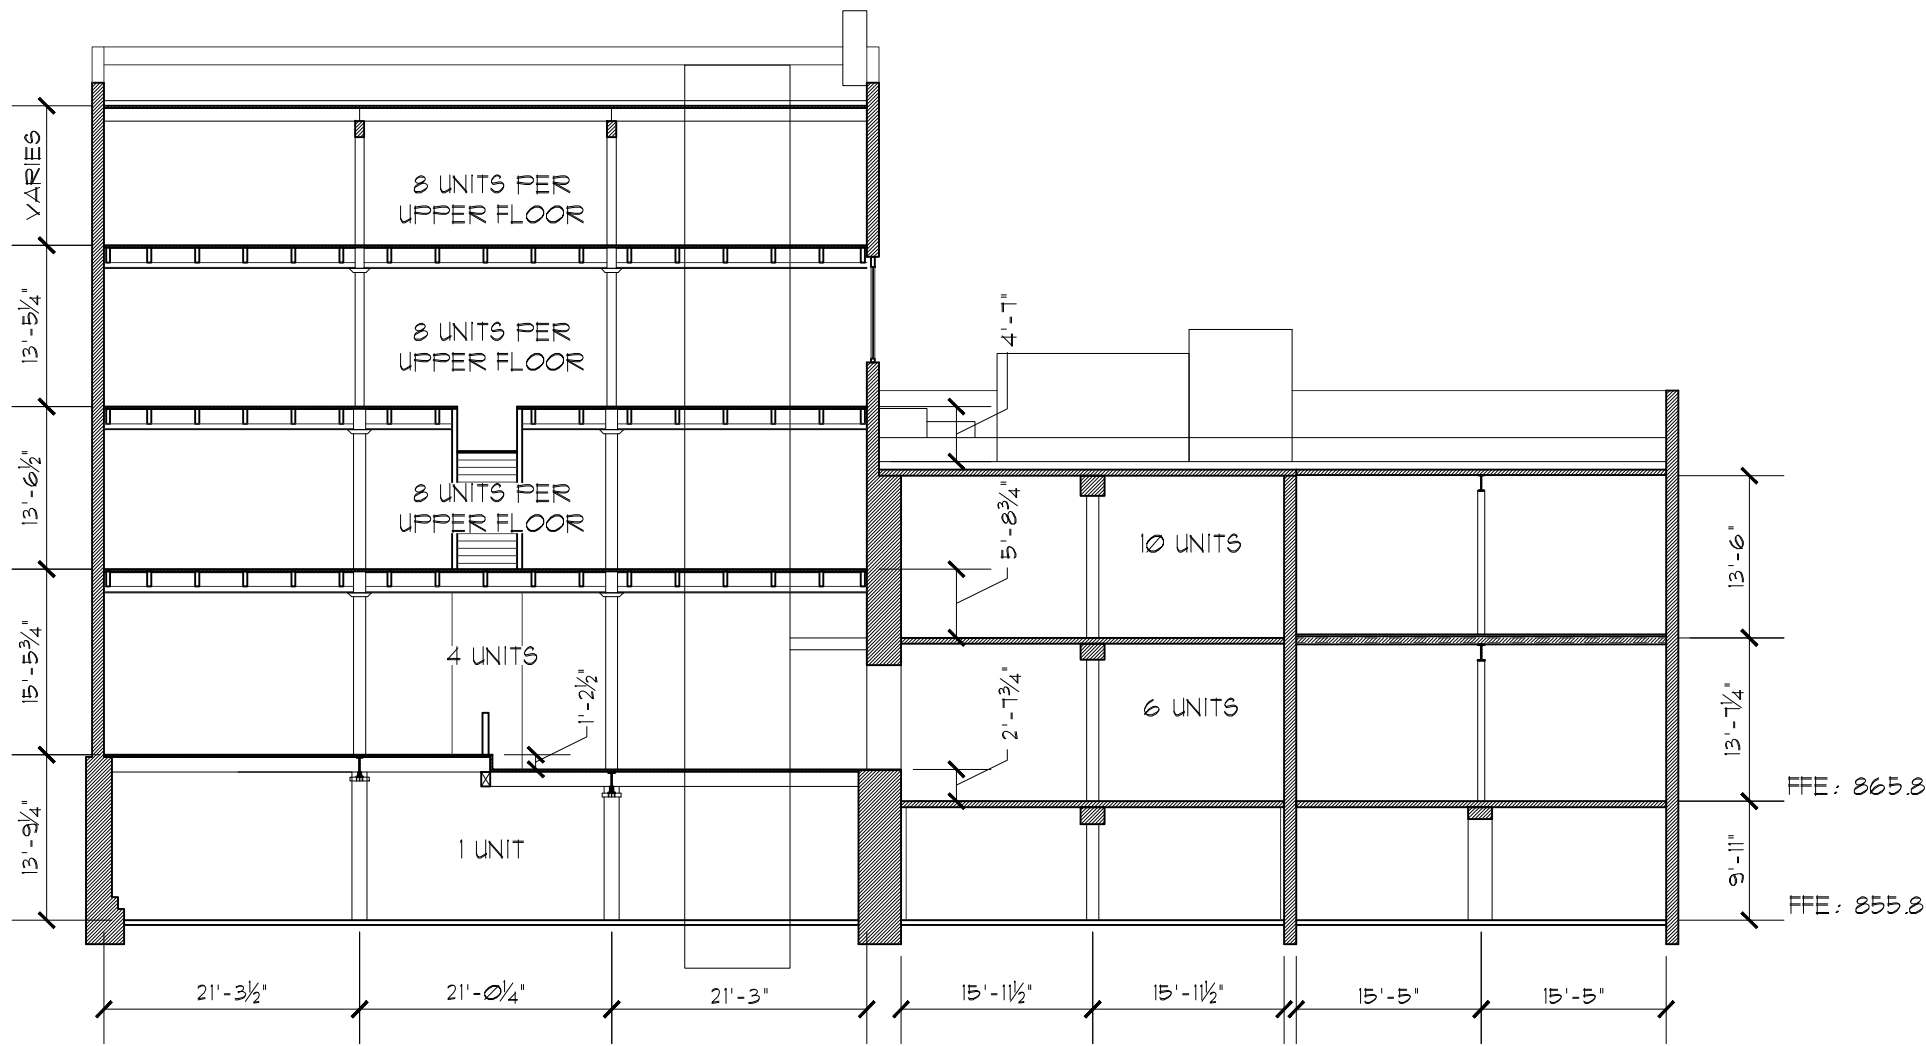 VARIES
8 UNITS PER
UPPER FLOOR
13'-5¼"
8 UNITS PER
UPPER FLOOR
4'-7"
13'-6½"
8 UNITS PER
UPPER FLOOR
5'-8¾"
10 UNITS
13'-6"
15'-5¾"
4 UNITS
1'-2½"
2'-7¾"
6 UNITS
13'-7¼"
FFE: 865.8
13'-9¼"
1 UNIT
9'-11"
FFE: 855.8
21'-3½"
21'-0¼"
21'-3"
15'-11½"
15'-11½"
15'-5"
15'-5"